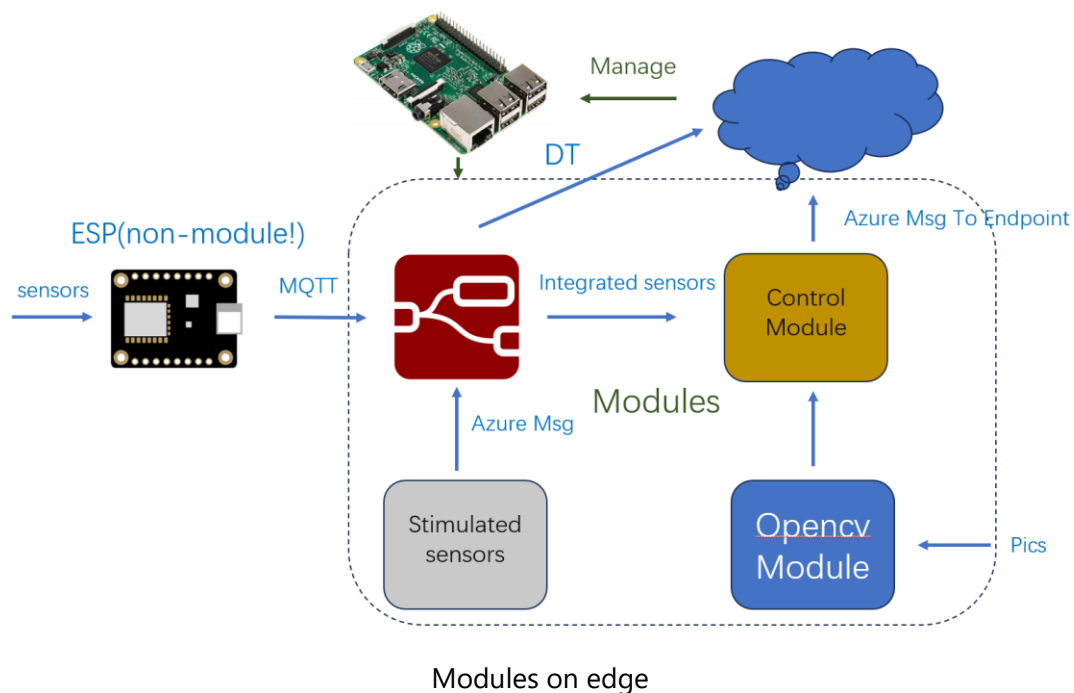 Manage
DT
Azure Msg To Endpoint
ESP(non-module!)
sensors
MQTT
Integrated sensors
Control
Module
Modules
Azure Msg
Stimulated
sensors
Opencv
Module
Pics
Modules on edge